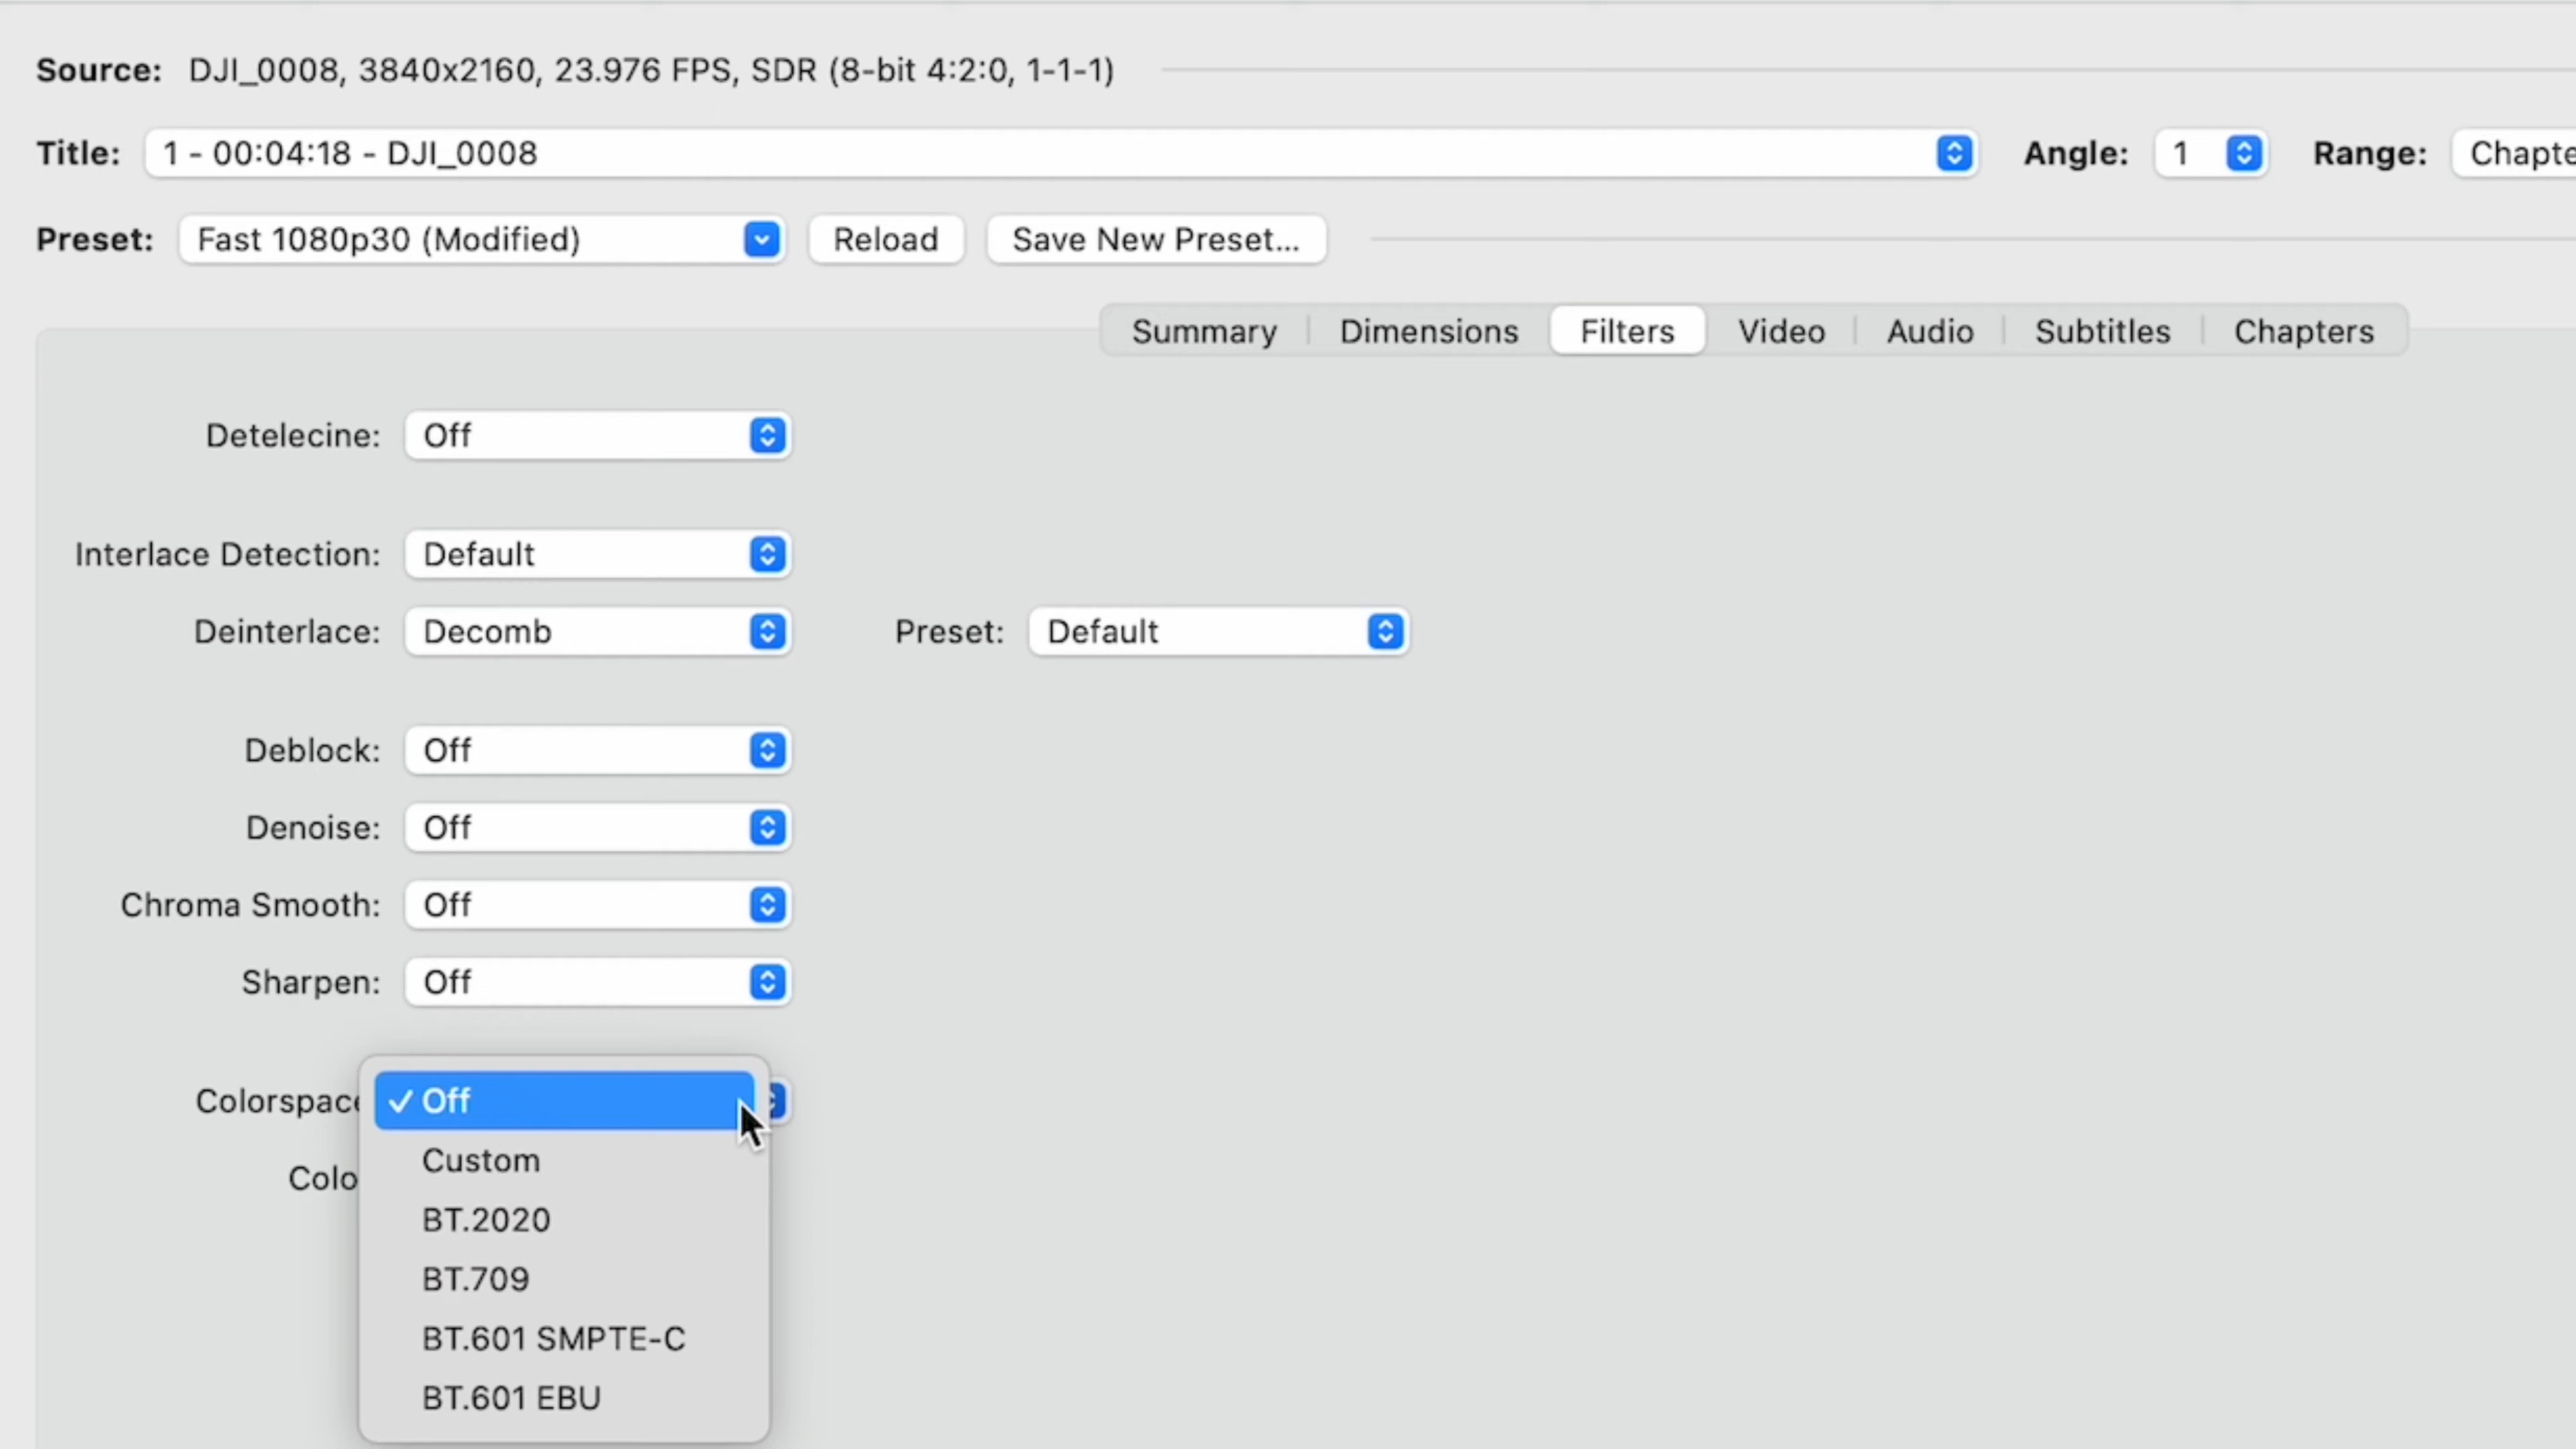 Source: DJI_0008, 3840x2160, 23.976 FPS, SDR (8-bit 4:2:0, 1-1-1)
Title: 1 - 00:04:18 - DJI_0008 Angle: 1 Range: Chapte
Preset: Fast 1080p30 (Modified) Reload Save New Preset...
Summary Dimensions Filters Video Audio Subtitles Chapters
Detelecine: Off
Interlace Detection: Default
Deinterlace: Decomb Preset: Default
Deblock: Off
Denoise: Off
Chroma Smooth: Off
Sharpen: Off
Colorspace Off
Custom
Colo
BT.2020
BT.709
BT.601 SMPTE-C
BT.601 EBU